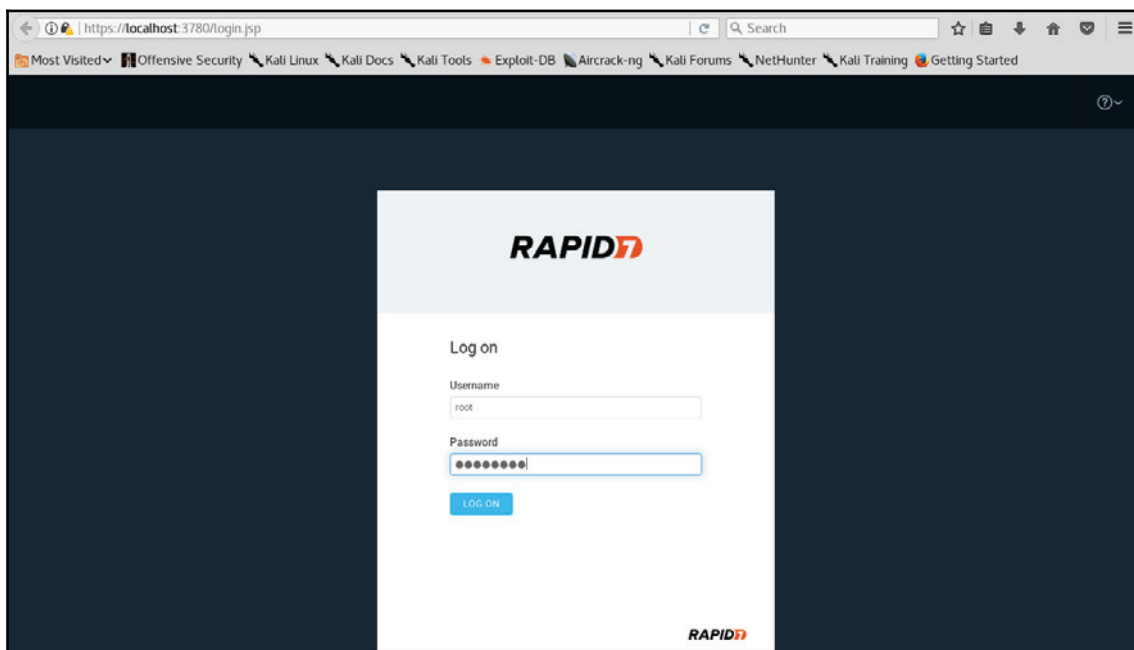 https://localhost:3780/login.jsp Search
Most Visited Offensive Security Kali Linux Kali Docs Kali Tools Exploit-DB Aircrack-ng Kali Forums NetHunter Kali Training Getting Started
RAPID7
Log on
Username
root
Password
LOG ON
RAPID7